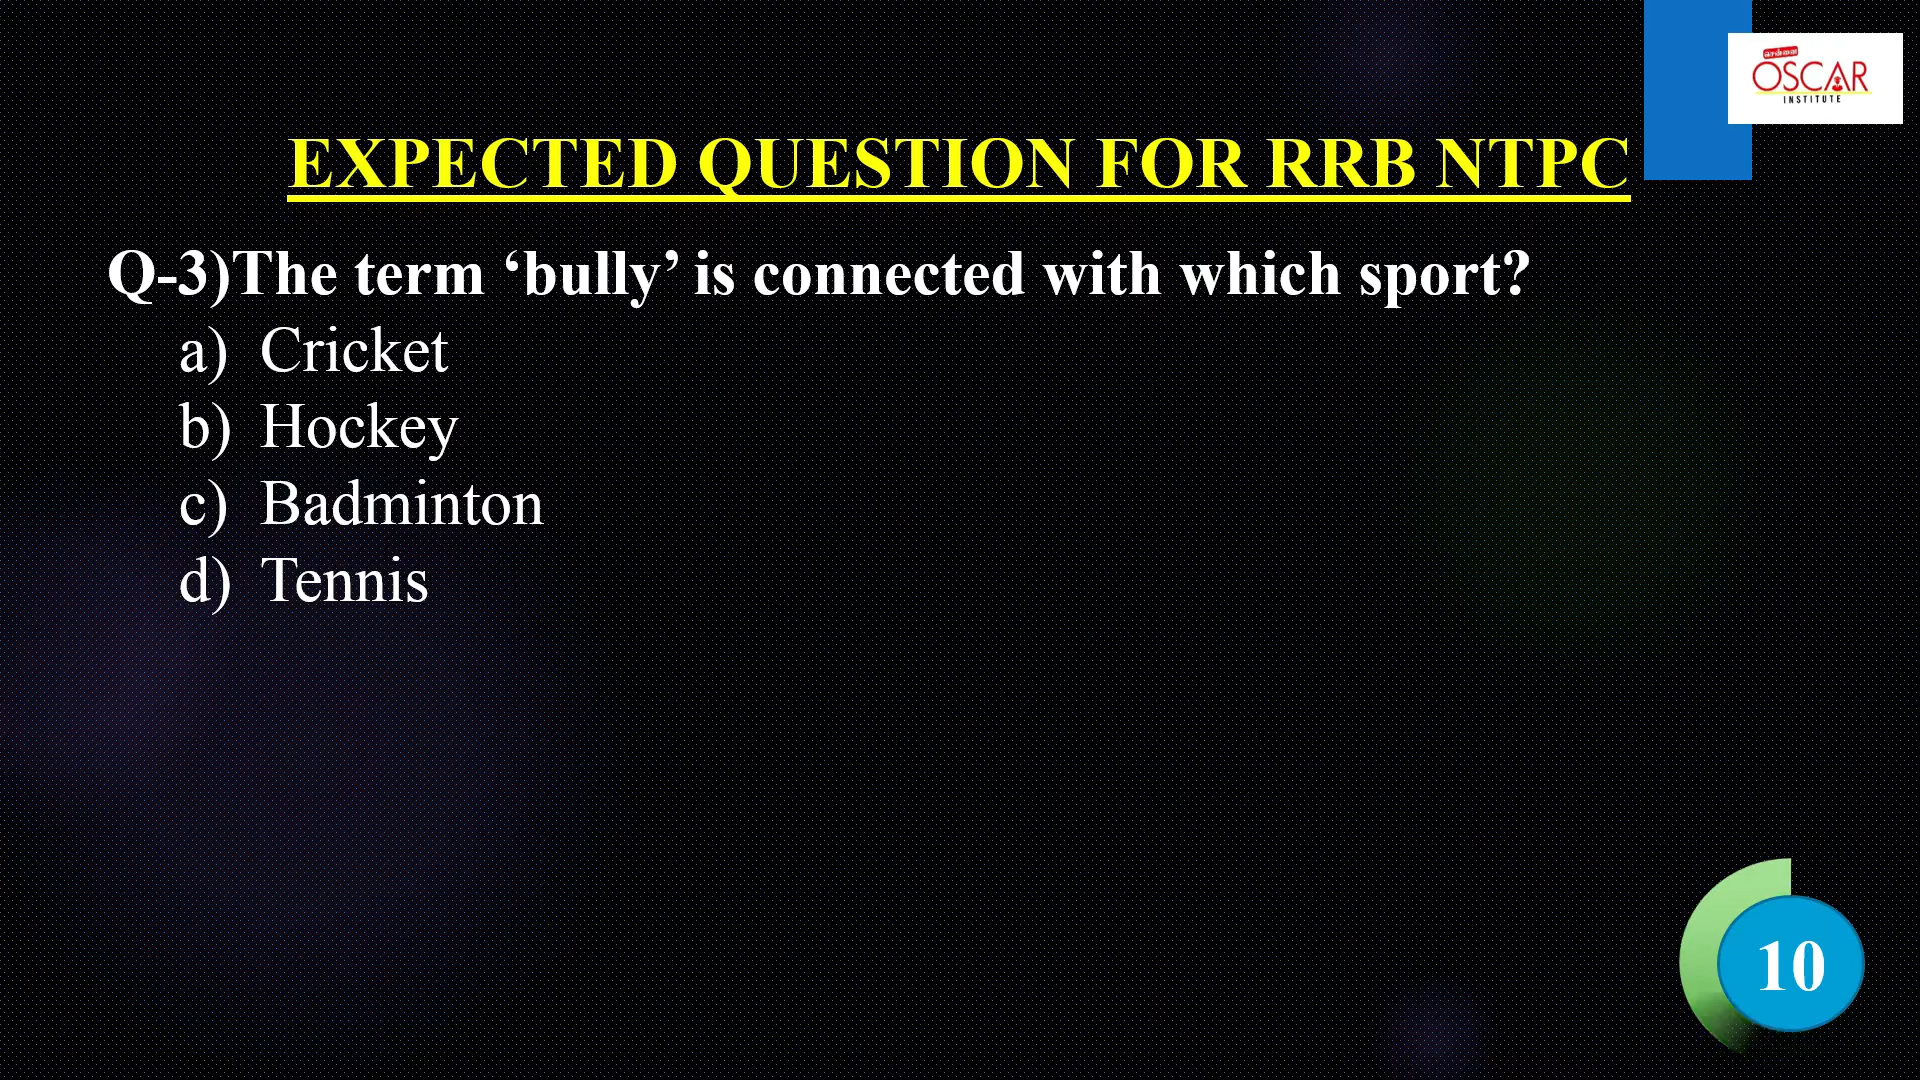 சென்னை
OSCAR
INSTITUTE
EXPECTED QUESTION FOR RRB NTPC
Q-3)The term ‘bully’ is connected with which sport?
a) Cricket
b) Hockey
c) Badminton
d) Tennis
10